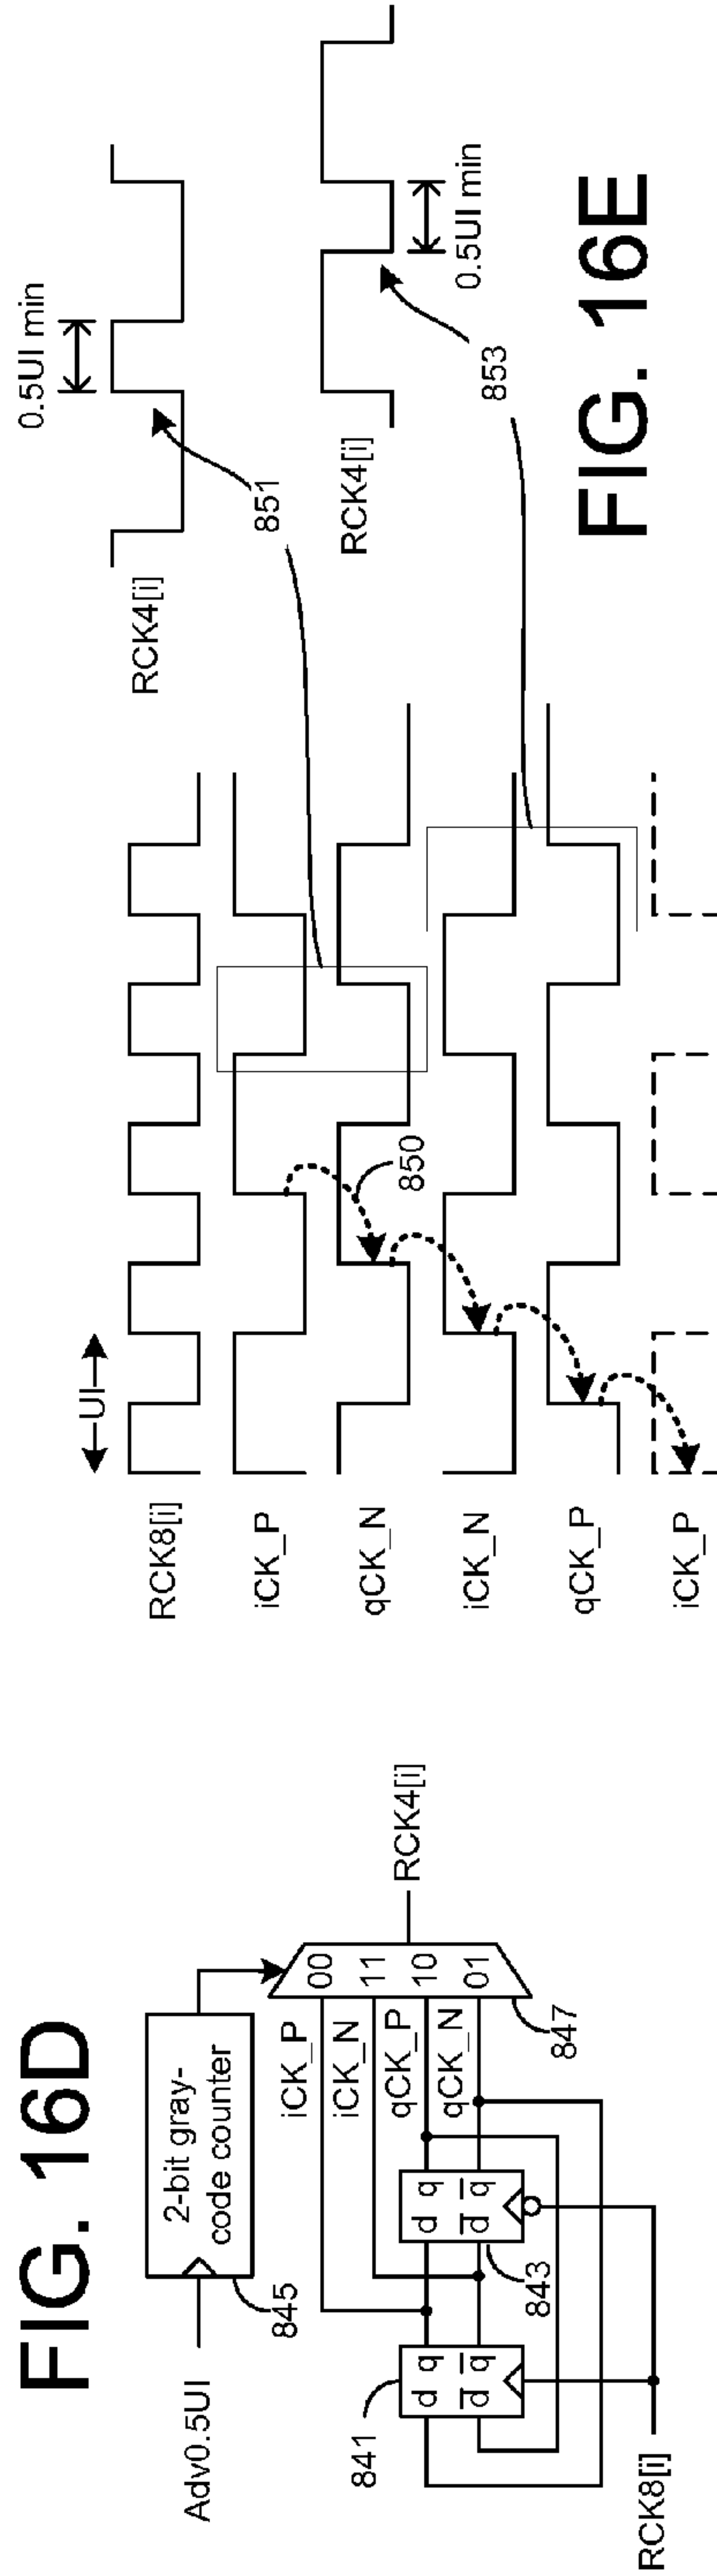 FIG. 16D
Adv0.5UI
2-bit gray-
code counter
845
iCK_P
iCK_N
qCK_P
qCK_N
00
11
10
01
RCK4[i]
847
841
d q
d q
843
d q
d q
RCK8[i]
UI
RCK8[i]
iCK_P
qCK_N
iCK_N
qCK_P
iCK_P
850
851
853
RCK4[i]
0.5UI min
RCK4[i]
0.5UI min
FIG. 16E